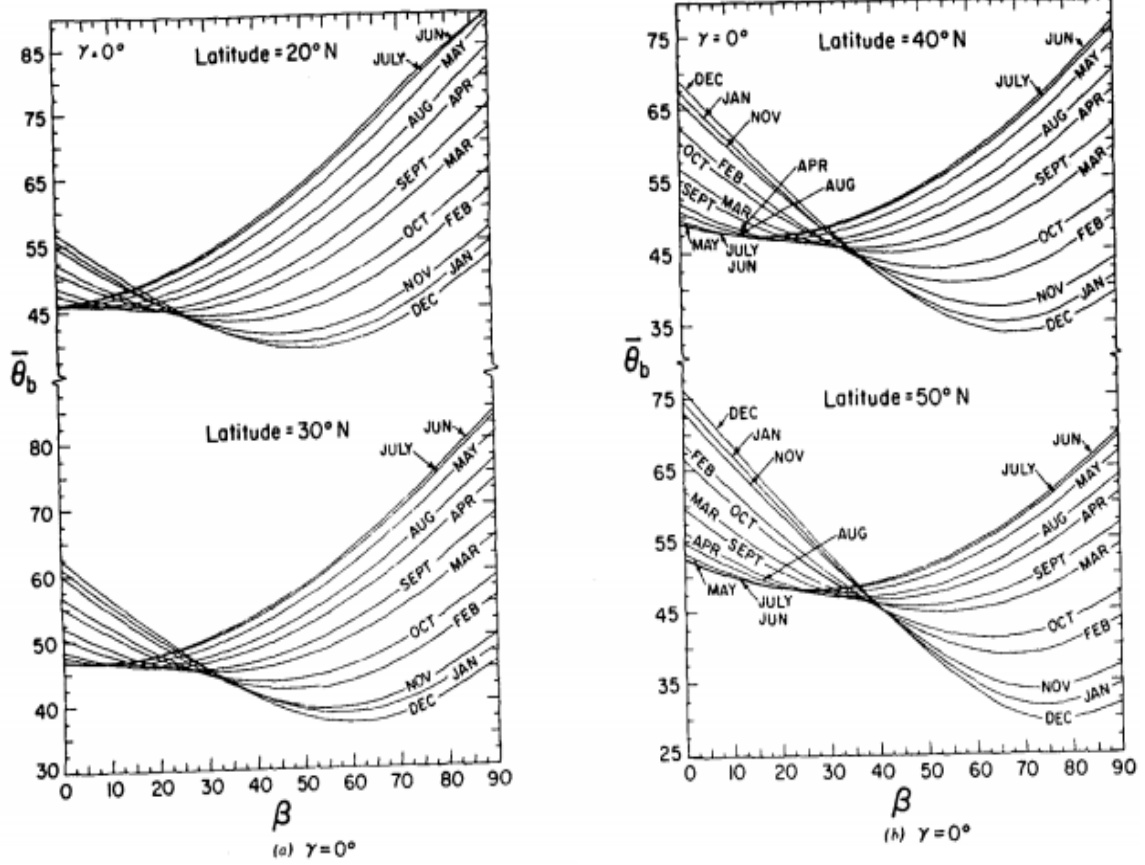 γ=0°
Latitude = 20° N
JUN
JULY
MAY
AUG
APR
SEPT
MAR
OCT
FEB
NOV
JAN
DEC
85
75
65
55
45
θ̄b
Latitude = 30° N
JUN
JULY
MAY
AUG
APR
SEPT
MAR
OCT
FEB
NOV
JAN
DEC
80
70
60
50
40
30
0 10 20 30 40 50 60 70 80 90
β
(a) γ=0°
γ=0°
Latitude = 40° N
75
65
55
45
35
DEC
JAN
NOV
OCT
FEB
APR
SEPT
MAR
AUG
MAY
JULY
JUN
JUN
JULY
MAY
AUG
APR
SEPT
MAR
OCT
FEB
NOV
JAN
DEC
θ̄b
Latitude = 50° N
75
65
55
45
35
25
DEC
JAN
NOV
FEB
OCT
MAR
SEPT
AUG
APR
MAY
JULY
JUN
JUN
JULY
MAY
AUG
APR
SEPT
MAR
OCT
FEB
NOV
JAN
DEC
0 10 20 30 40 50 60 70 80 90
β
(b) γ=0°